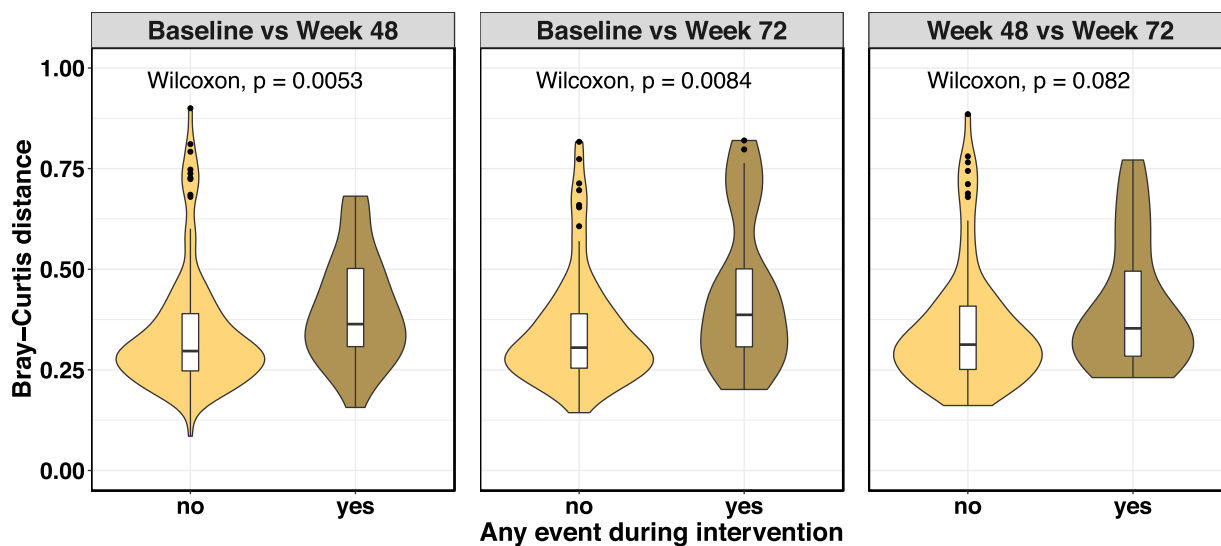 Baseline vs Week 48
Baseline vs Week 72
Week 48 vs Week 72
Wilcoxon, p = 0.0053
Wilcoxon, p = 0.0084
Wilcoxon, p = 0.082
Bray−Curtis distance
1.00
0.75
0.50
0.25
0.00
no
yes
no
yes
no
yes
Any event during intervention